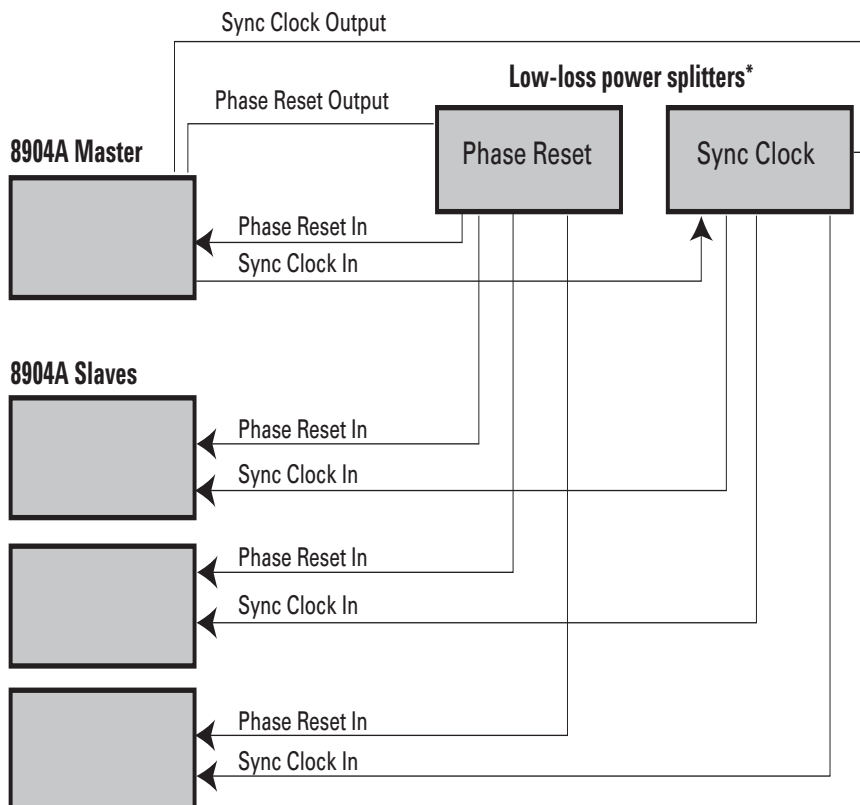 Sync Clock Output
Low-loss power splitters*
Phase Reset Output
8904A Master
Phase Reset
Sync Clock
Phase Reset In
Sync Clock In
8904A Slaves
Phase Reset In
Sync Clock In
Phase Reset In
Sync Clock In
Phase Reset In
Sync Clock In